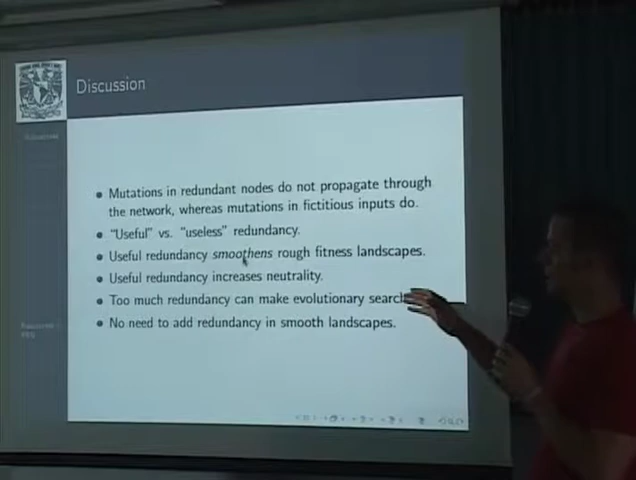 Discussion
Mutations in redundant nodes do not propagate through
the network, whereas mutations in fictitious inputs do.
"Useful" vs. "useless" redundancy.
Useful redundancy smoothens rough fitness landscapes.
Useful redundancy increases neutrality.
Too much redundancy can make evolutionary search
No need to add redundancy in smooth landscapes.